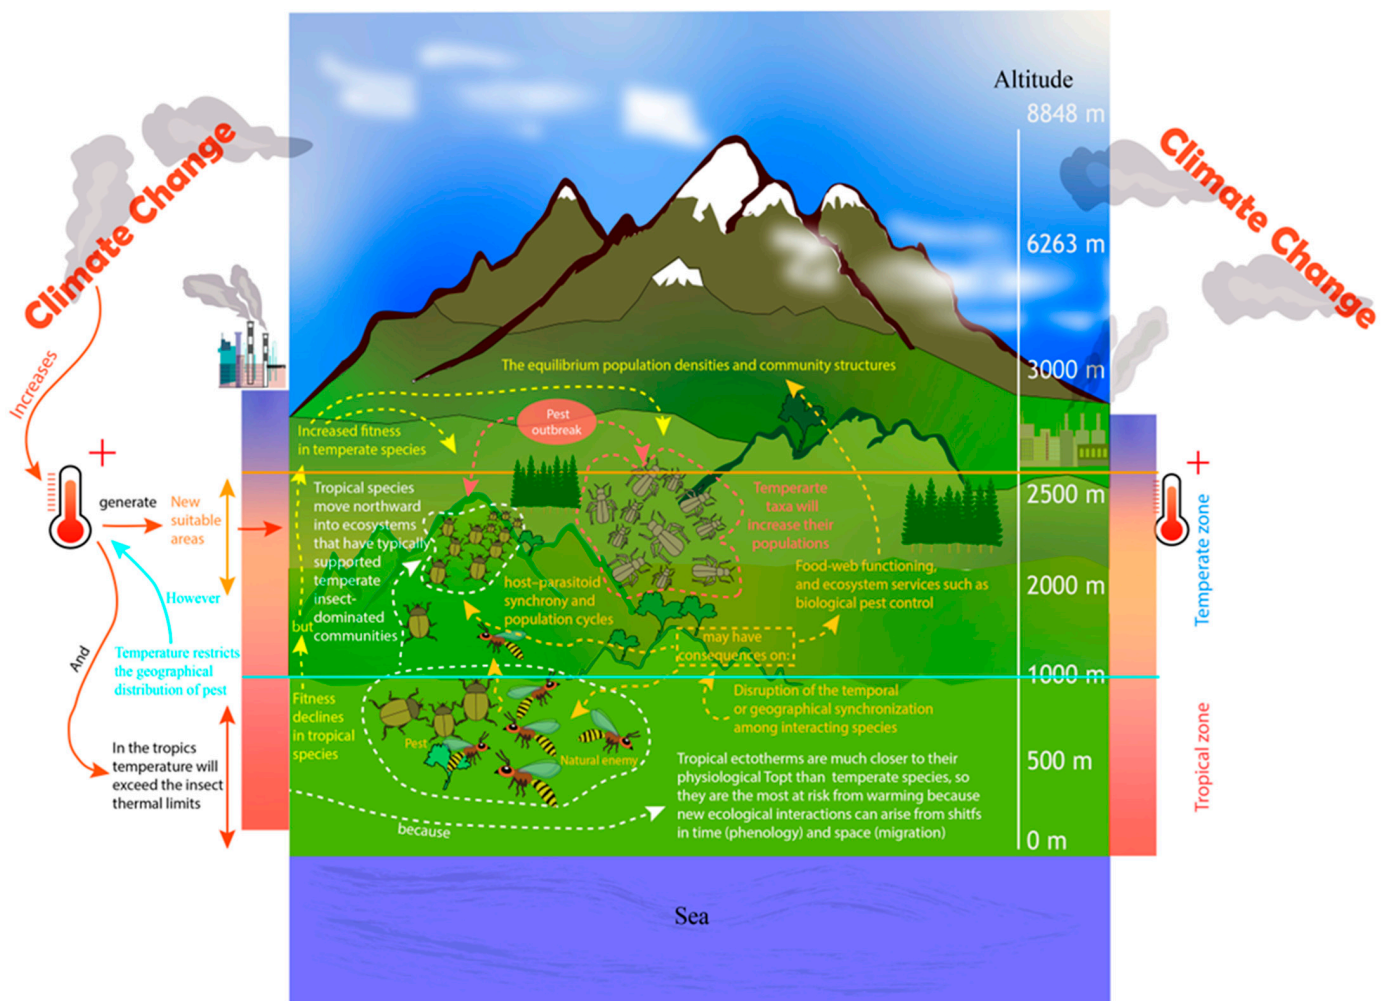 Altitude
8848 m
Climate Change
Climate Change
6263 m
Increases
The equilibrium population densities and community structures
3000 m
Pest
outbreak
Increased fitness
in temperate species
+
+
generate
New
suitable
areas
Tropical species
move northward
into ecosystems
that have typically
supported
temperate
insect-
dominated
communities
Temperarte
taxa will
increase their
populations
2500 m
Temperate zone
However
host–parasitoid
synchrony and
population cycles
Food-web functioning,
and ecosystem services such as
biological pest control
2000 m
but
And
Temperature restricts
the geographical
distribution of pest
may have
consequences on:
1000 m
Fitness
declines
in tropical
species
Disruption of the temporal
or geographical synchronization
among interacting species
Pest
Natural enemy
Tropical zone
In the tropics
temperature will
exceed the insect
thermal limits
Tropical ectotherms are much closer to their
physiological Topt than temperate species, so
they are the most at risk from warming because
new ecological interactions can arise from shitfs
in time (phenology) and space (migration)
500 m
because
0 m
Sea